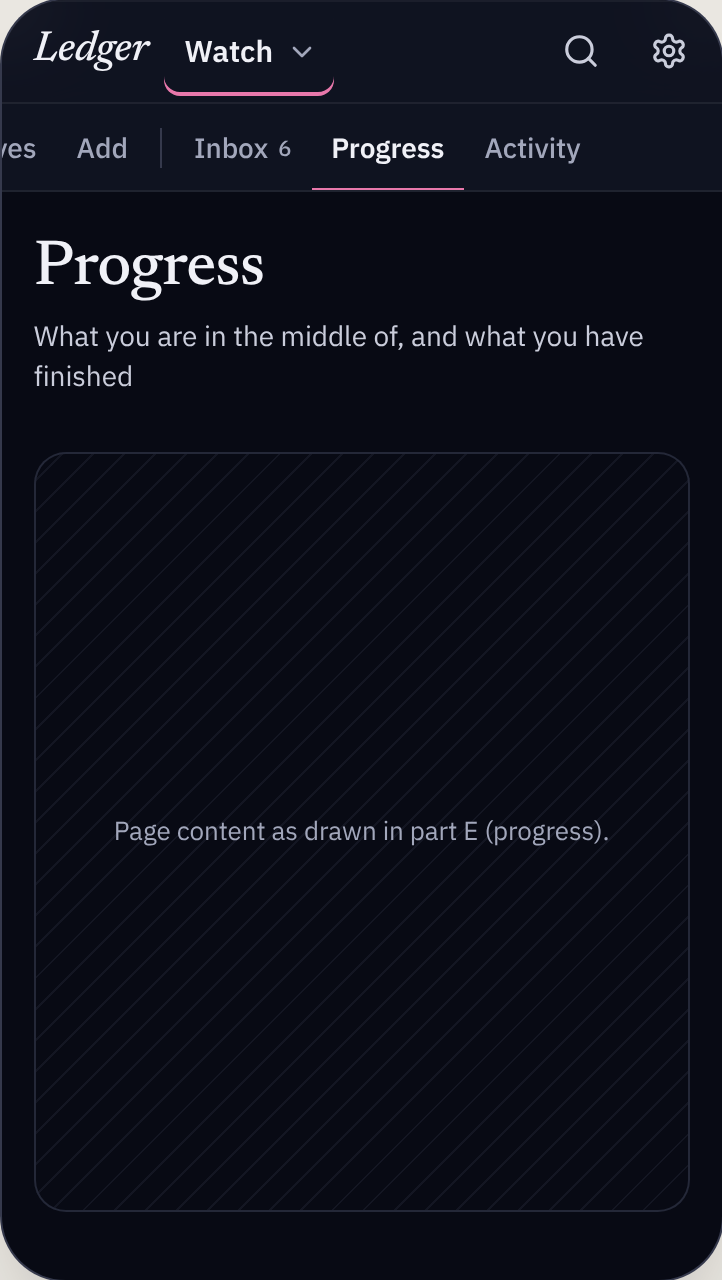 Ledger Watch
ves Add Inbox 6 Progress Activity
Progress
What you are in the middle of, and what you have
finished
Page content as drawn in part E (progress).